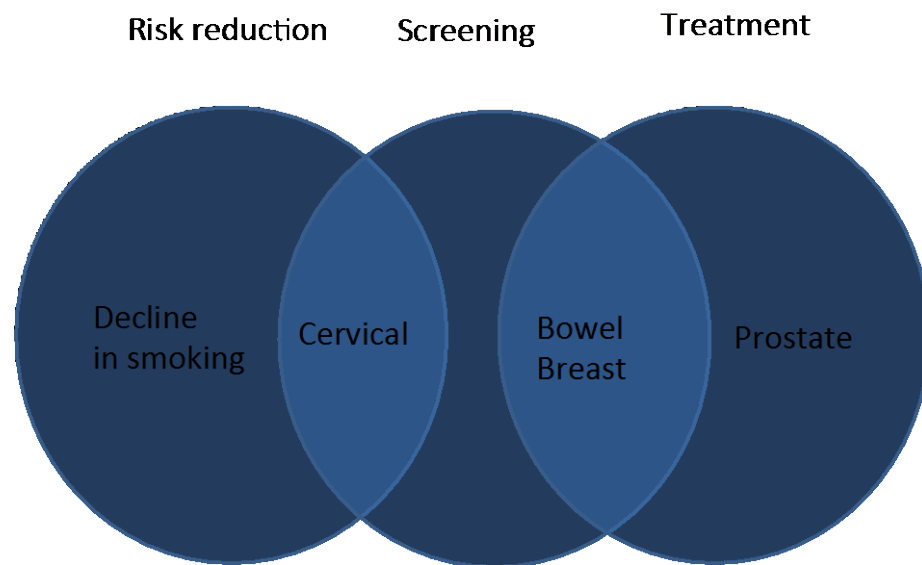 Risk reduction
Screening
Treatment
Decline
in smoking
Cervical
Bowel
Breast
Prostate